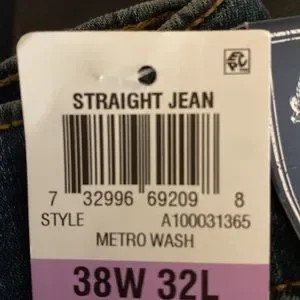 STRAIGHT JEAN
7 32996 69209 8
STYLE A100031365
METRO WASH
38W 32L